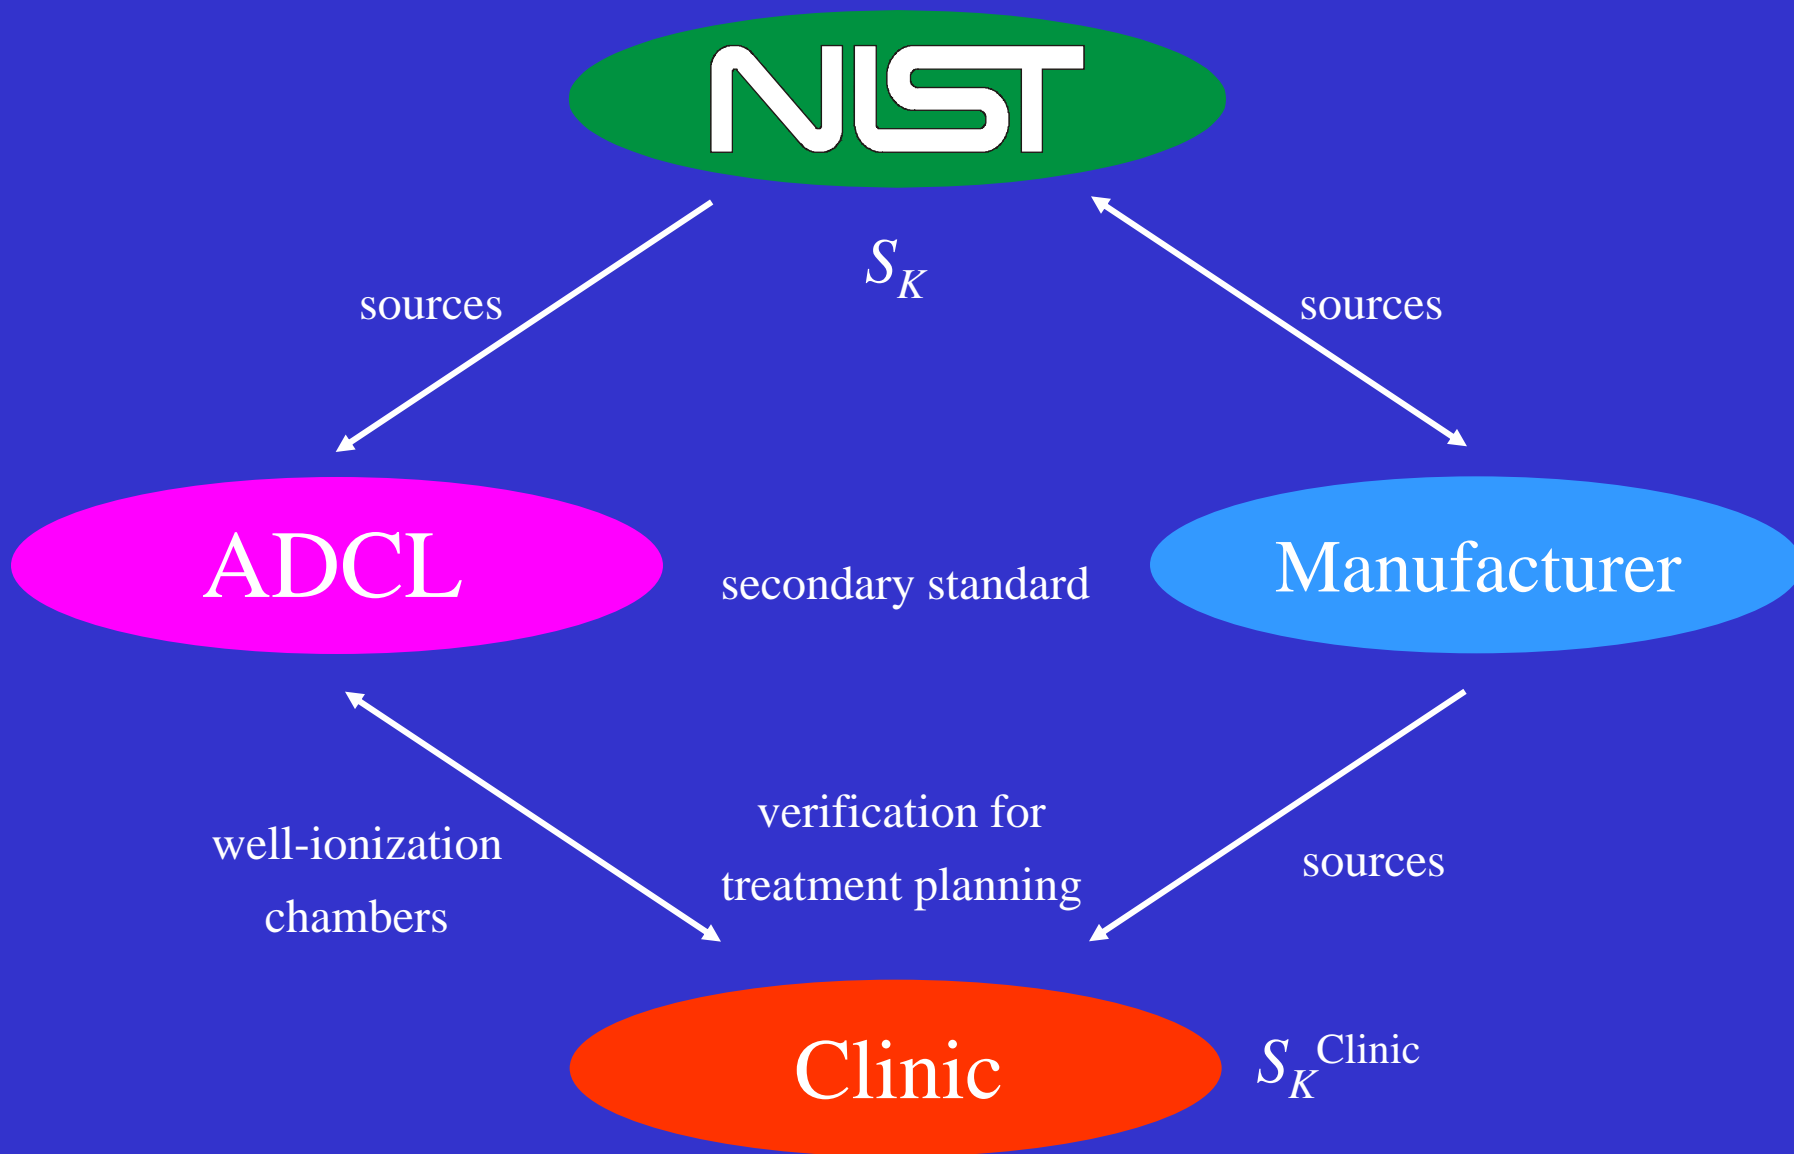 NIST
S_K
sources
sources
ADCL
secondary standard
Manufacturer
well-ionization
chambers
verification for
treatment planning
sources
Clinic
S_K^Clinic